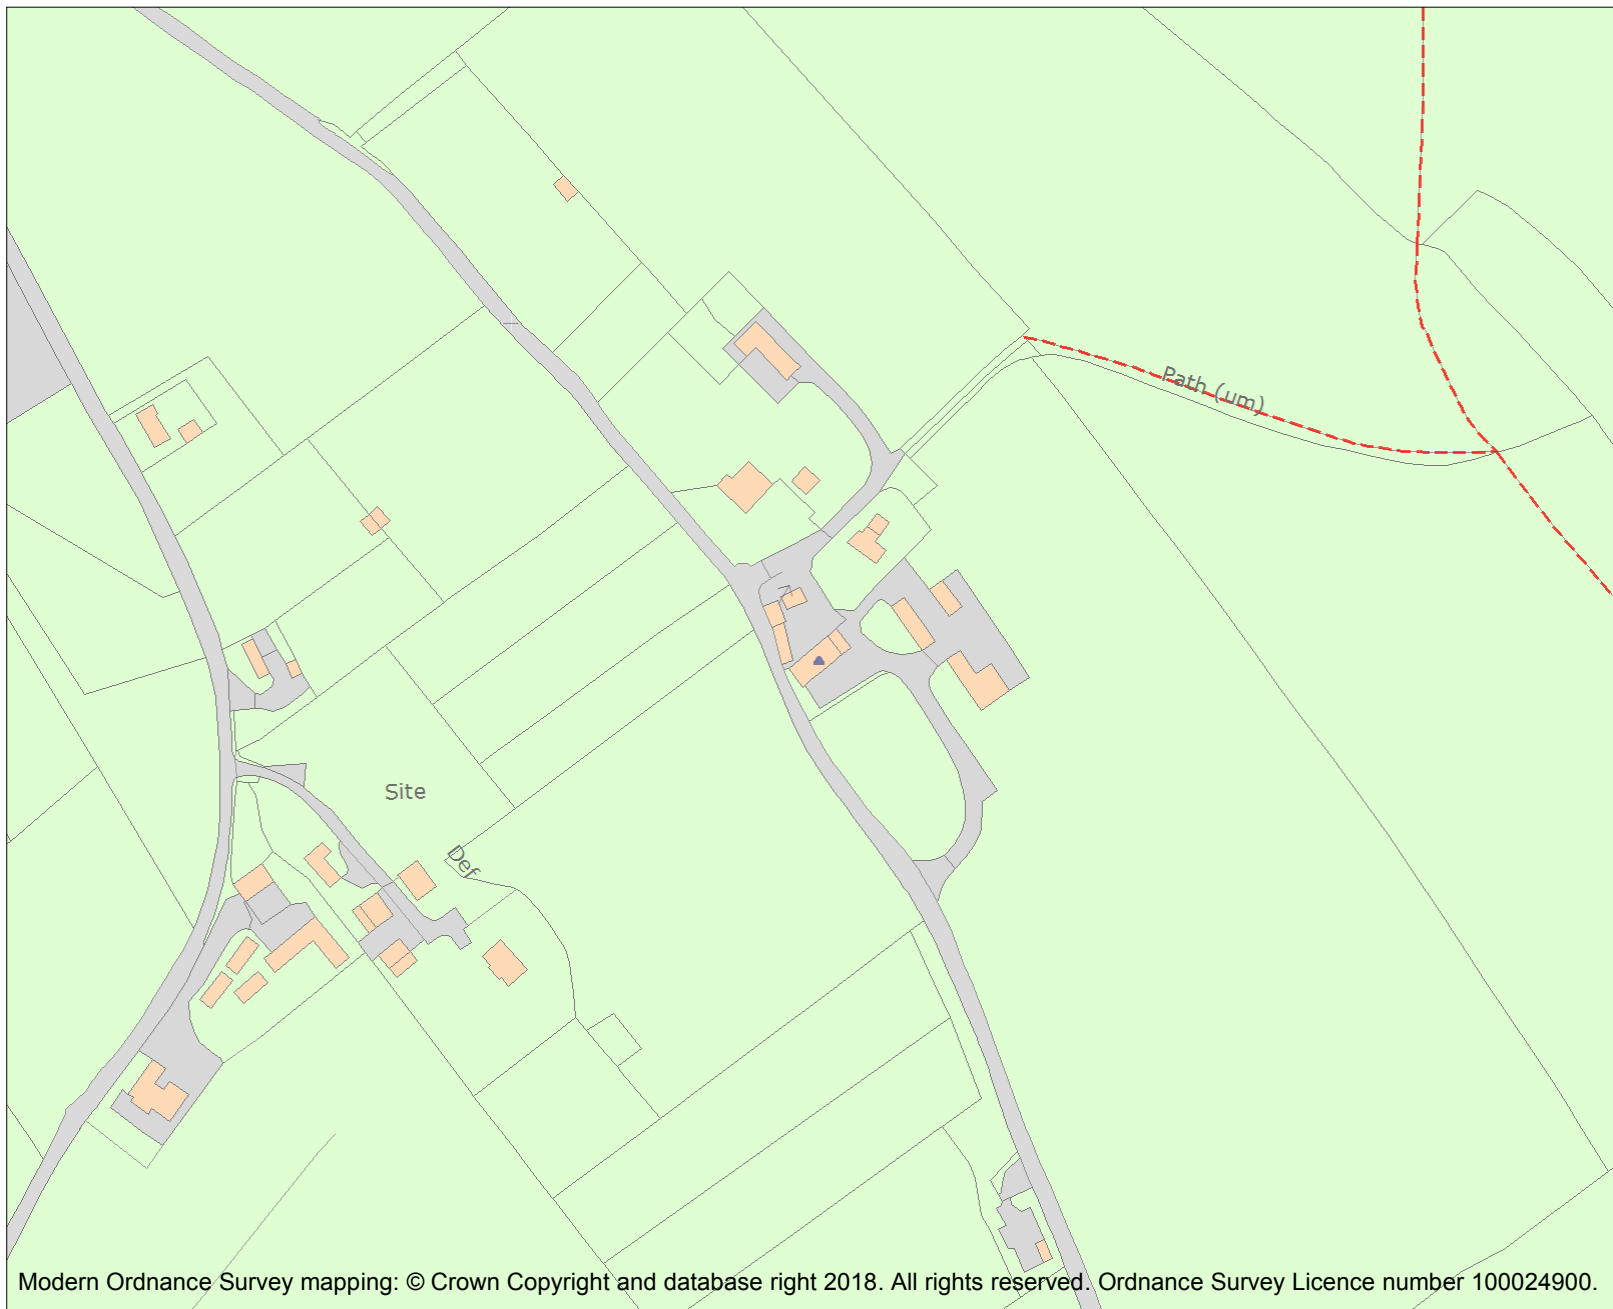 Path (um)
Site
Def
Modern Ordnance Survey mapping: © Crown Copyright and database right 2018. All rights reserved. Ordnance Survey Licence number 100024900.